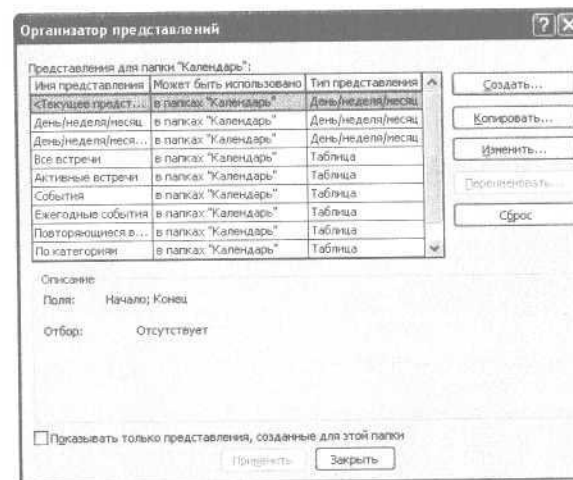 Организатор представлений
Представления для папки "Календарь":
Имя представления Может быть использовано Тип представления
<Текущее предст... в папках "Календарь" День/неделя/месяц
День/неделя/месяц в папках "Календарь" День/неделя/месяц
День/неделя/меся... в папках "Календарь" День/неделя/месяц
Все встречи в папках "Календарь" Таблица
Активные встречи в папках "Календарь" Таблица
События в папках "Календарь" Таблица
Ежегодные события в папках "Календарь" Таблица
Повторяющиеся в... в папках "Календарь" Таблица
По категориям в папках "Календарь" Таблица
Создать...
Копировать...
Изменить...
Переименовать...
Сброс
Описание
Поля: Начало; Конец
Отбор: Отсутствует
Показывать только представления, созданные для этой папки
Применить Закрыть